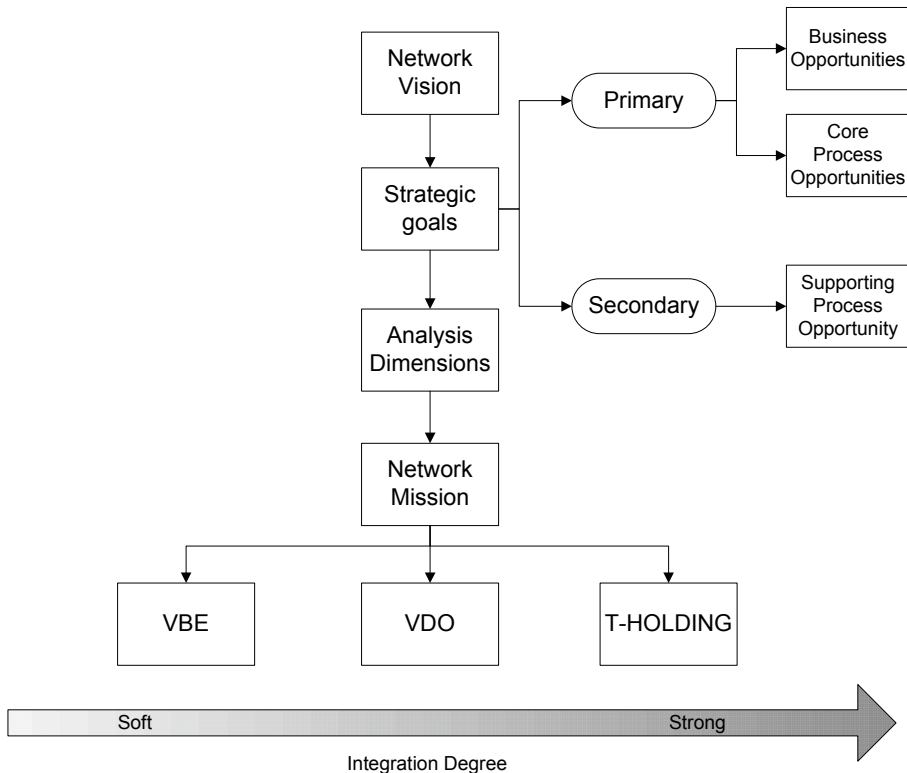 Network
Vision
Primary
Business
Opportunities
Core
Process
Opportunities
Strategic
goals
Secondary
Supporting
Process
Opportunity
Analysis
Dimensions
Network
Mission
VBE
VDO
T-HOLDING
Soft
Strong
Integration Degree